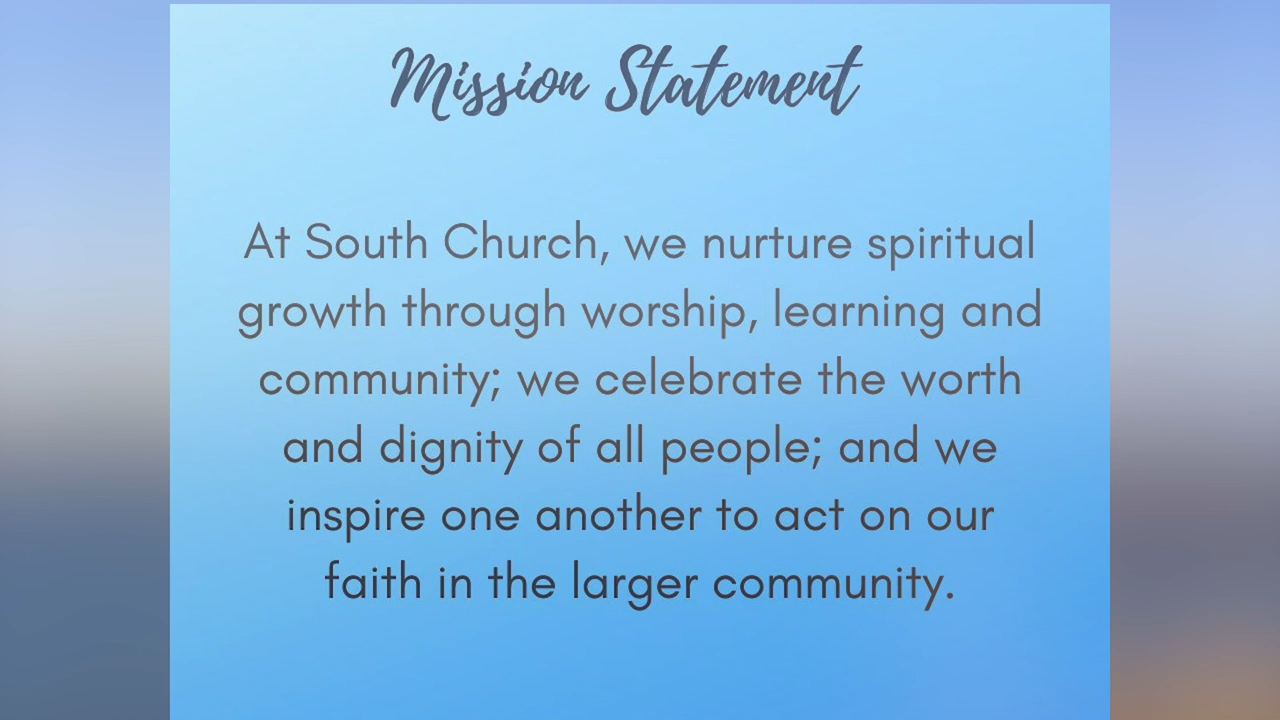 Mission Statement
At South Church, we nurture spiritual
growth through worship, learning and
community; we celebrate the worth
and dignity of all people; and we
inspire one another to act on our
faith in the larger community.